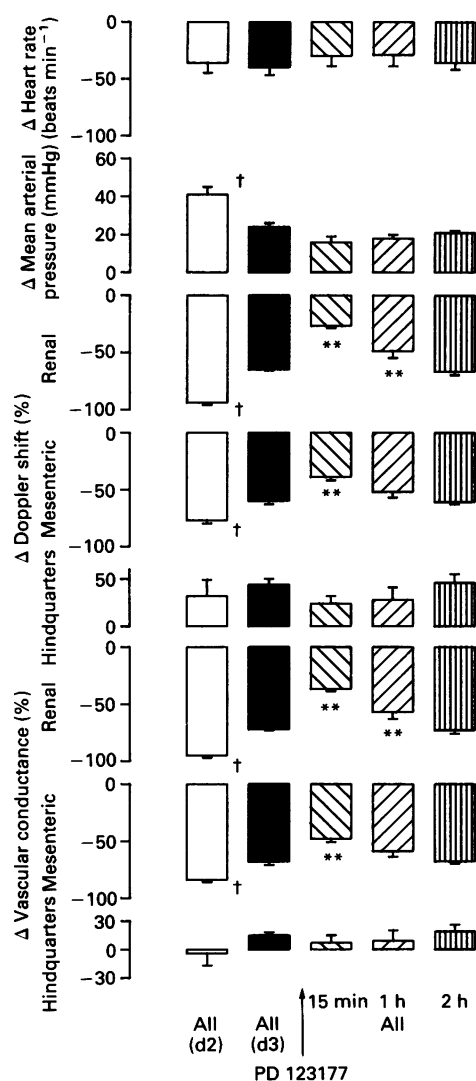 Δ Heart rate
(beats min⁻¹)
0
−50
−100
Δ Mean arterial
pressure (mmHg)
60
40
20
0
†
Δ Doppler shift (%)
Renal
0
−50
−100
†
**
**
Mesenteric
0
−50
−100
†
**
Hindquarters
50
0
Δ Vascular conductance (%)
Renal
0
−50
−100
†
**
**
Mesenteric
0
−50
−100
†
**
Hindquarters
30
0
−30
AII
(d2)
AII
(d3)
15 min
1 h
2 h
AII
PD 123177